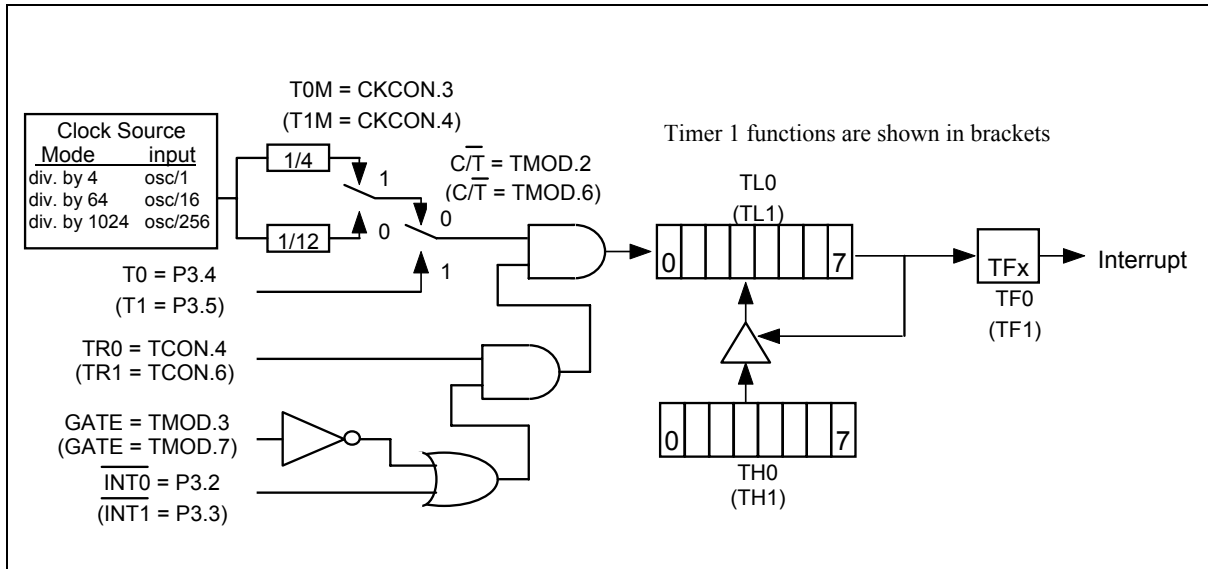 T0M = CKCON.3
(T1M = CKCON.4)
Timer 1 functions are shown in brackets
Clock Source
Mode input
div. by 4 osc/1
div. by 64 osc/16
div. by 1024 osc/256
1/4
1
1/12
0
C/T̅ = TMOD.2
(C/T̅ = TMOD.6)
0
1
T0 = P3.4
(T1 = P3.5)
TL0
(TL1)
0 7
TFx
Interrupt
TF0
(TF1)
TR0 = TCON.4
(TR1 = TCON.6)
GATE = TMOD.3
(GATE = TMOD.7)
I̅N̅T̅0̅ = P3.2
(I̅N̅T̅1̅ = P3.3)
0 7
TH0
(TH1)